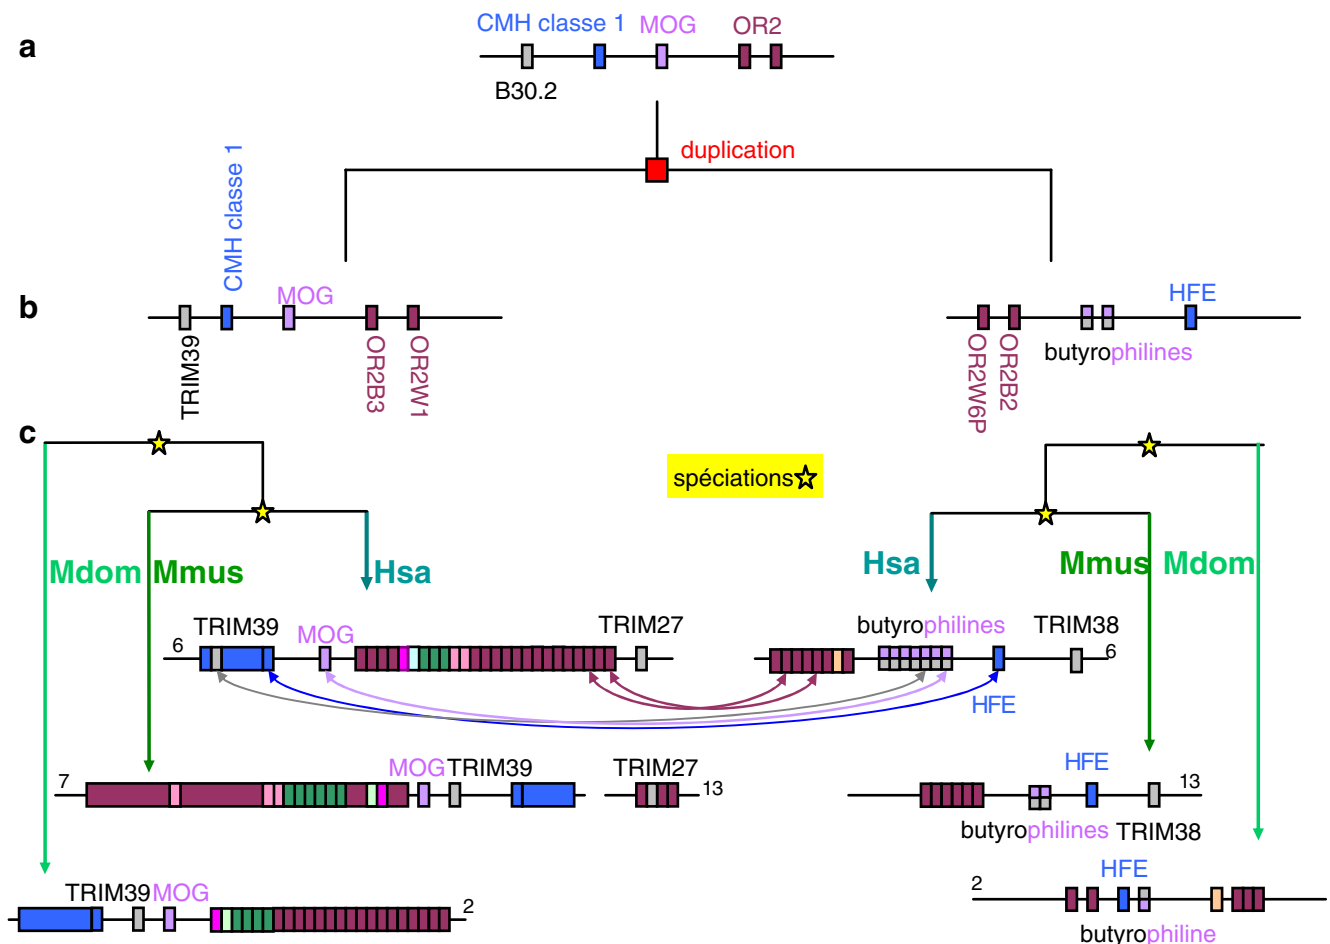 a
CMH classe 1
MOG
OR2
B30.2
duplication
CMH classe 1
b
MOG
HFE
TRIM39
OR2B3
OR2W1
OR2W6P
OR2B2
butyrophilines
c
spéciations
Mdom
Mmus
Hsa
Hsa
Mmus
Mdom
6
TRIM39
MOG
TRIM27
butyrophilines
TRIM38
6
HFE
7
MOG
TRIM39
TRIM27
13
HFE
13
butyrophilines
TRIM38
TRIM39
MOG
2
2
HFE
butyrophiline